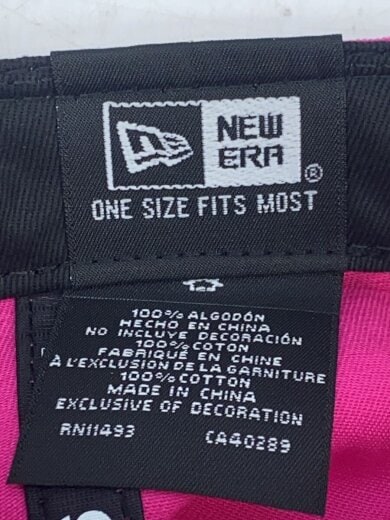 NEW
ERA
®
ONE SIZE FITS MOST
100% ALGODÓN
HECHO EN CHINA
NO INCLUYE DECORACIÓN
100% COTON
FABRIQUÉ EN CHINE
À L'EXCLUSION DE LA GARNITURE
100% COTTON
MADE IN CHINA
EXCLUSIVE OF DECORATION
RN11493 CA40289